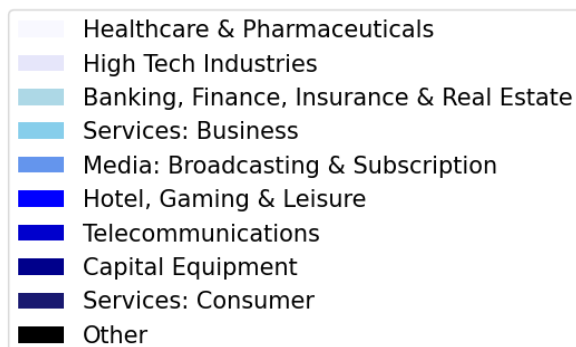 Healthcare & Pharmaceuticals
High Tech Industries
Banking, Finance, Insurance & Real Estate
Services: Business
Media: Broadcasting & Subscription
Hotel, Gaming & Leisure
Telecommunications
Capital Equipment
Services: Consumer
Other